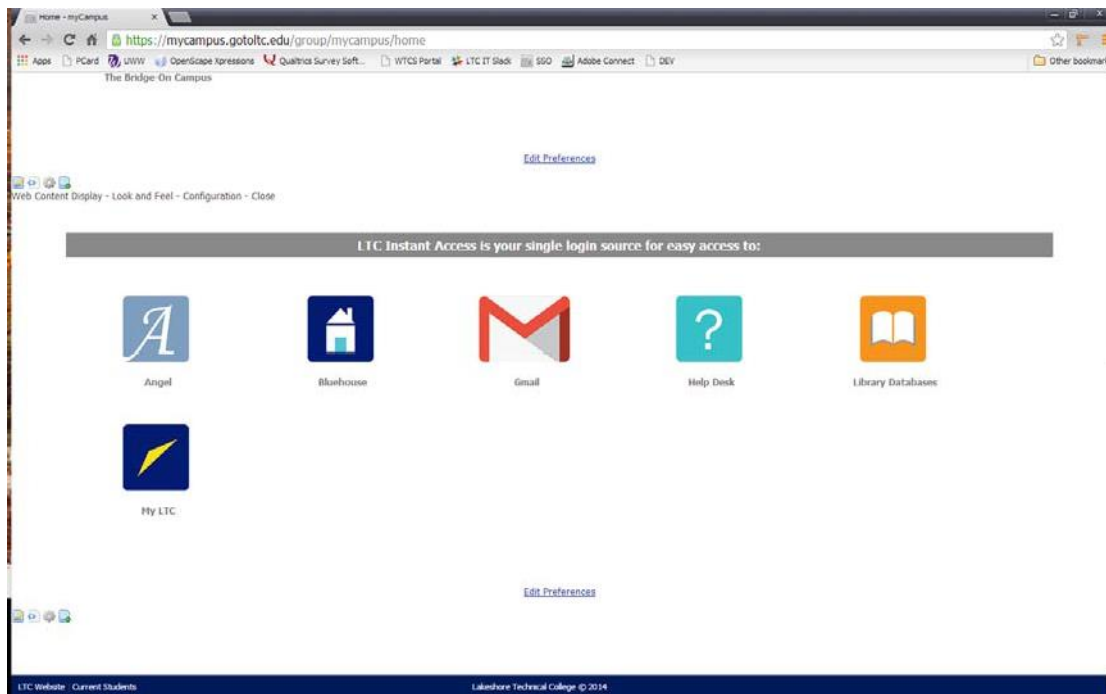 Home - myCampus
https://mycampus.gotoltc.edu/group/mycampus/home
Apps PCard UWW OpenScape Xpressions Qualtrics Survey Soft... WTCS Portal LTC IT Slack SSO Adobe Connect DEV Other bookmark
The Bridge On Campus
Edit Preferences
Web Content Display - Look and Feel - Configuration - Close
LTC Instant Access is your single login source for easy access to:
A ?
Angel Bluehouse Gmail Help Desk Library Databases
My LTC
Edit Preferences
LTC Website Current Students Lakeshore Technical College © 2014